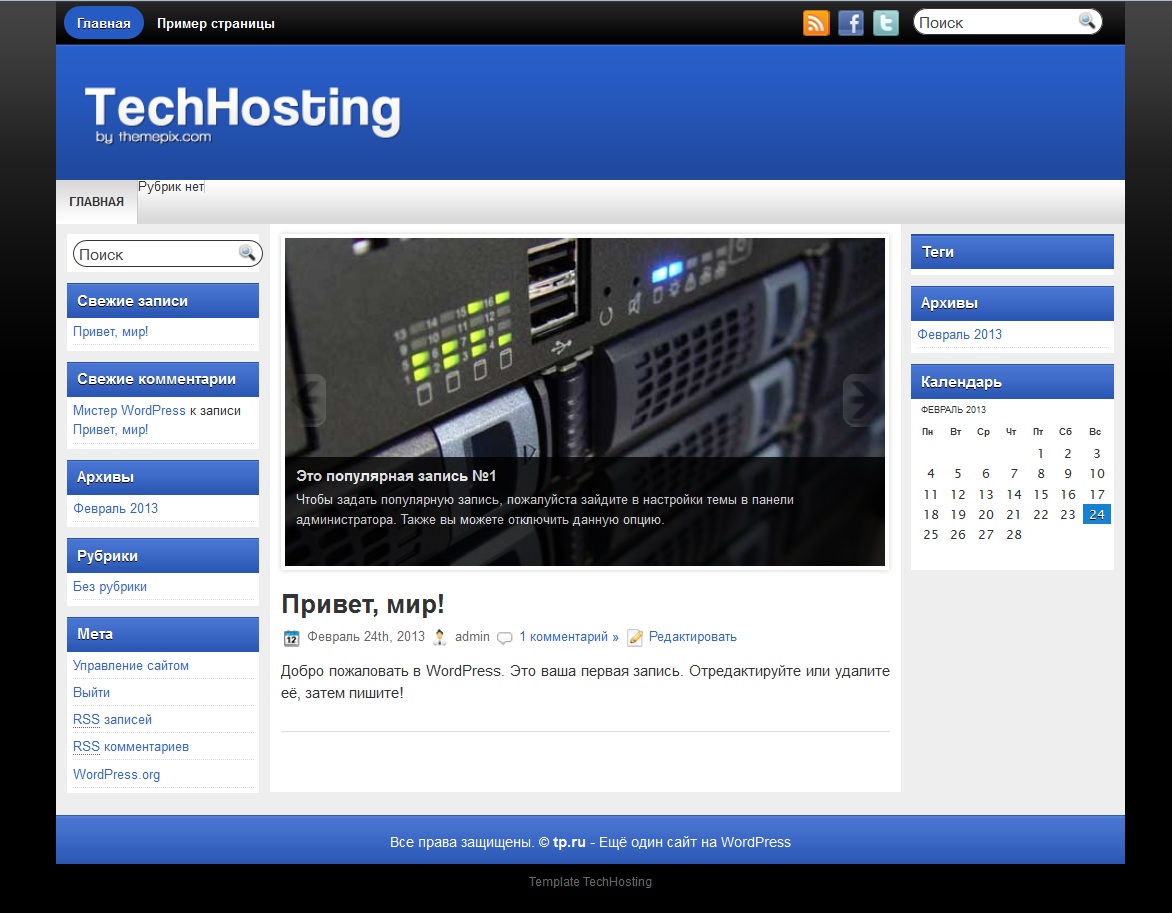 Главная
Пример страницы
Поиск
TechHosting
by themepix.com
ГЛАВНАЯ
Рубрик нет
Поиск
Свежие записи
Привет, мир!
Свежие комментарии
Мистер WordPress к записи
Привет, мир!
Архивы
Февраль 2013
Рубрики
Без рубрики
Мета
Управление сайтом
Выйти
RSS записей
RSS комментариев
WordPress.org
Это популярная запись №1
Чтобы задать популярную запись, пожалуйста зайдите в настройки темы в панели
администратора. Также вы можете отключить данную опцию.
Привет, мир!
12 Февраль 24th, 2013 admin 1 комментарий » Редактировать
Добро пожаловать в WordPress. Это ваша первая запись. Отредактируйте или удалите
её, затем пишите!
Теги
Архивы
Февраль 2013
Календарь
ФЕВРАЛЬ 2013
Пн Вт Ср Чт Пт Сб Вс
1 2 3
4 5 6 7 8 9 10
11 12 13 14 15 16 17
18 19 20 21 22 23 24
25 26 27 28
Все права защищены. © tp.ru - Ещё один сайт на WordPress
Template TechHosting